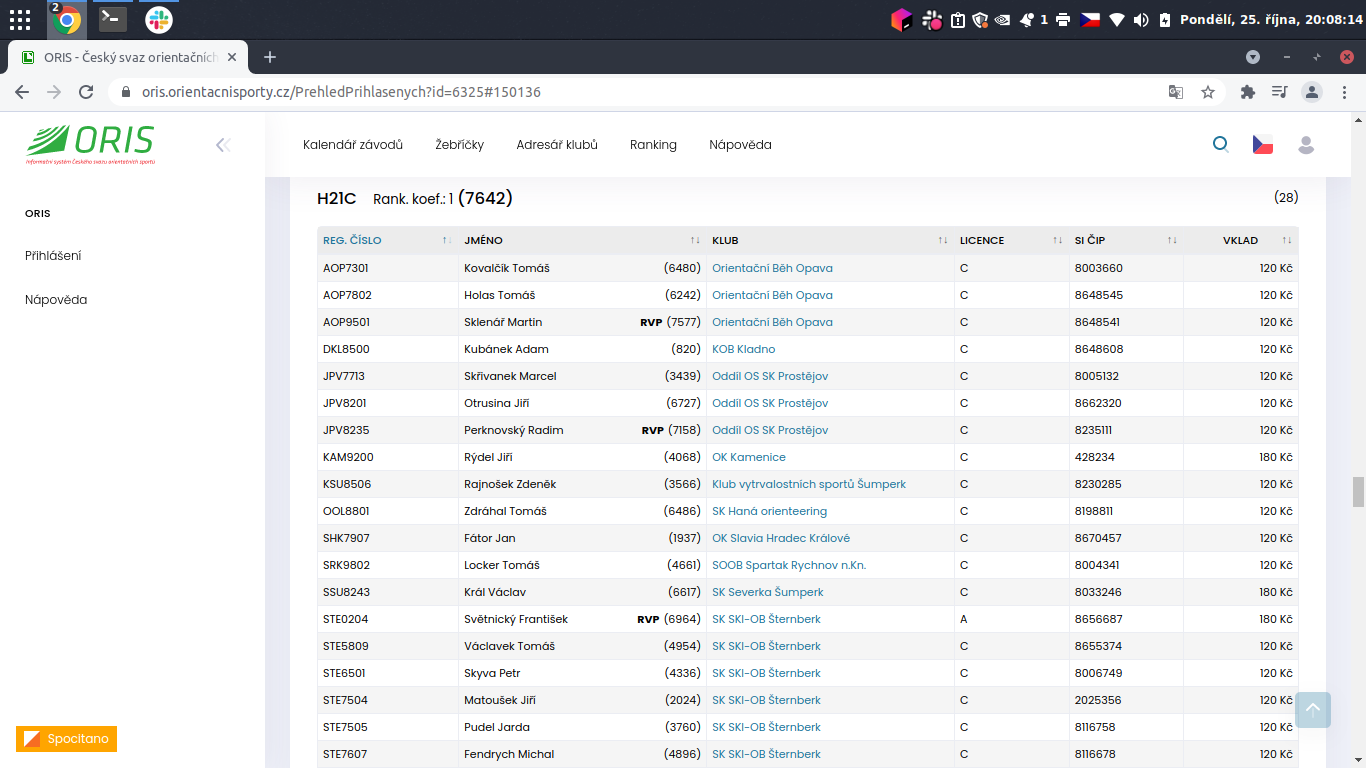 2 1 Pondělí, 25. října, 20:08:14
ORIS - Český svaz orientačních
oris.orientacnisporty.cz/PrehledPrihlasenych?id=6325#150136
ORIS Kalendář závodů Žebříčky Adresář klubů Ranking Nápověda
Informační systém Českého svazu orientačních sportů
H21C Rank. koef.: 1 (7642) (28)
ORIS
Přihlášení
Nápověda
REG. ČÍSLO JMÉNO KLUB LICENCE SI ČIP VKLAD
AOP7301 Kovalčík Tomáš (6480) Orientační Běh Opava C 8003660 120 Kč
AOP7802 Holas Tomáš (6242) Orientační Běh Opava C 8648545 120 Kč
AOP9501 Sklenář Martin RVP (7577) Orientační Běh Opava C 8648541 120 Kč
DKL8500 Kubánek Adam (820) KOB Kladno C 8648608 120 Kč
JPV7713 Skřivanek Marcel (3439) Oddíl OS SK Prostějov C 8005132 120 Kč
JPV8201 Otrusina Jiří (6727) Oddíl OS SK Prostějov C 8662320 120 Kč
JPV8235 Perknovský Radim RVP (7158) Oddíl OS SK Prostějov C 8235111 120 Kč
KAM9200 Rýdel Jiří (4068) OK Kamenice C 428234 180 Kč
KSU8506 Rajnošek Zdeněk (3566) Klub vytrvalostních sportů Šumperk C 8230285 120 Kč
OOL8801 Zdráhal Tomáš (6486) SK Haná orienteering C 8198811 120 Kč
SHK7907 Fátor Jan (1937) OK Slavia Hradec Králové C 8670457 120 Kč
SRK9802 Locker Tomáš (4661) SOOB Spartak Rychnov n.Kn. C 8004341 120 Kč
SSU8243 Král Václav (6617) SK Severka Šumperk C 8033246 180 Kč
STE0204 Světnický František RVP (6964) SK SKI-OB Šternberk A 8656687 180 Kč
STE5809 Václavek Tomáš (4954) SK SKI-OB Šternberk C 8655374 120 Kč
STE6501 Skyva Petr (4336) SK SKI-OB Šternberk C 8006749 120 Kč
STE7504 Matoušek Jiří (2024) SK SKI-OB Šternberk C 2025356 120 Kč
STE7505 Pudel Jarda (3760) SK SKI-OB Šternberk C 8116758 120 Kč
STE7607 Fendrych Michal (4896) SK SKI-OB Šternberk C 8116678 120 Kč
Spocitano